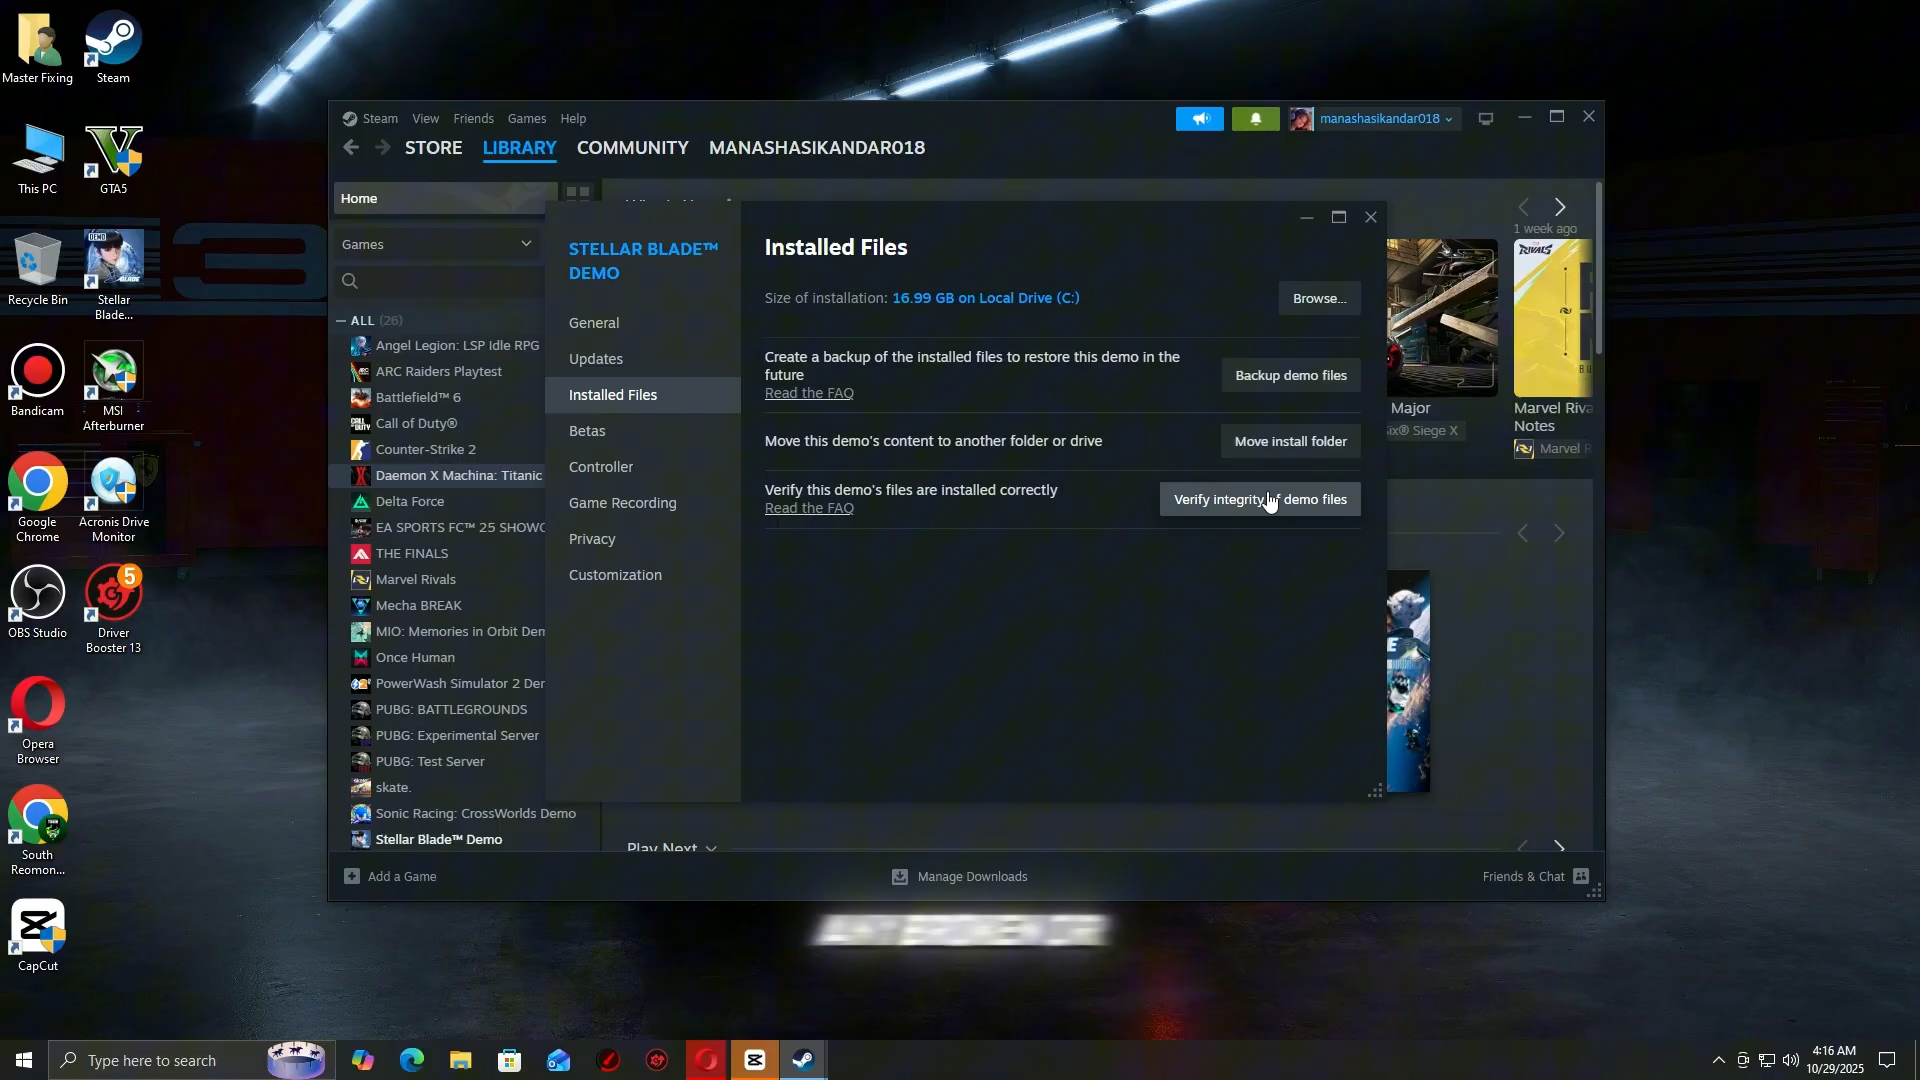 Master Fixing
Steam
This PC
GTA5
Recycle Bin
DEMO
Stellar
Blade...
Bandicam
MSI
Afterburner
Google
Chrome
Acronis Drive
Monitor
OBS Studio
5
Driver
Booster 13
Opera
Browser
South
Reomon...
CapCut
Steam View Friends Games Help
manashasikandar018
STORE LIBRARY COMMUNITY MANASHASIKANDAR018
Home
Games
ALL (26)
Angel Legion: LSP Idle RPG
ARC Raiders Playtest
Battlefield™ 6
Call of Duty®
Counter-Strike 2
Daemon X Machina: Titanic
Delta Force
EA SPORTS FC™ 25 SHOWC
THE FINALS
Marvel Rivals
Mecha BREAK
MIO: Memories in Orbit Dem
Once Human
PowerWash Simulator 2 Der
PUBG: BATTLEGROUNDS
PUBG: Experimental Server
PUBG: Test Server
skate.
Sonic Racing: CrossWorlds Demo
Stellar Blade™ Demo
STELLAR BLADE™
DEMO
General
Updates
Installed Files
Betas
Controller
Game Recording
Privacy
Customization
Installed Files
Size of installation: 16.99 GB on Local Drive (C:)
Browse...
Create a backup of the installed files to restore this demo in the
future
Read the FAQ
Backup demo files
Move this demo's content to another folder or drive
Move install folder
Verify this demo's files are installed correctly
Read the FAQ
Verify integrity of demo files
1 week ago
RIVALS
Major
Six® Siege X
Marvel Riva
Notes
Marvel R
Play Next
Add a Game
Manage Downloads
Friends & Chat
Type here to search
4:16 AM
10/29/2025